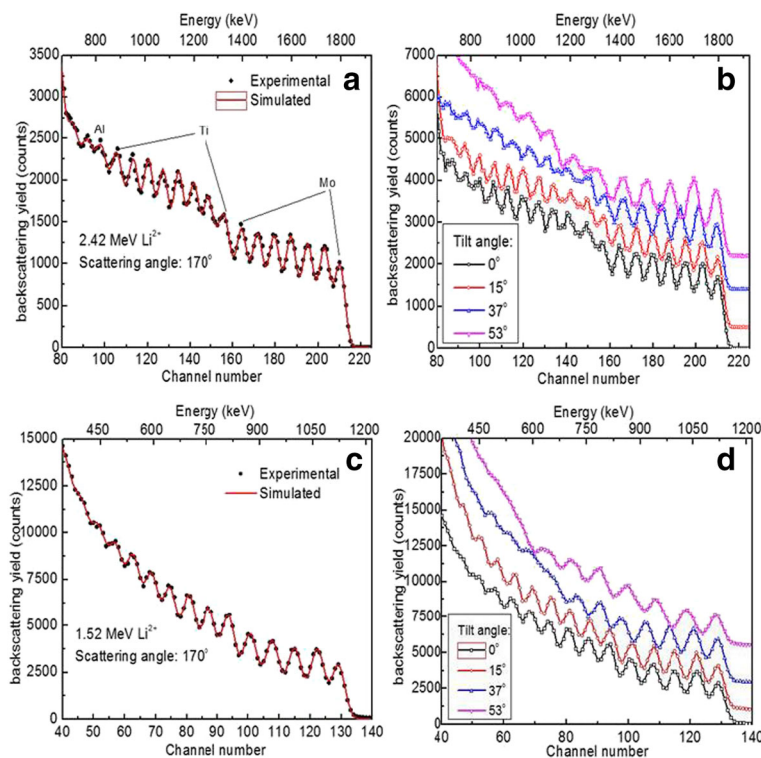 Energy (keV)
800 1000 1200 1400 1600 1800
3500
3000
2500
2000
1500
1000
500
0
backscattering yield (counts)
a
Experimental
Simulated
Al
Ti
Mo
2.42 MeV Li2+
Scattering angle: 170°
80 100 120 140 160 180 200 220
Channel number
Energy (keV)
800 1000 1200 1400 1600 1800
7000
6000
5000
4000
3000
2000
1000
0
backscattering yield (counts)
b
Tilt angle:
0°
15°
37°
53°
80 100 120 140 160 180 200 220
Channel number
Energy (keV)
450 600 750 900 1050 1200
15000
12500
10000
7500
5000
2500
0
backscattering yield (counts)
c
Experimental
Simulated
1.52 MeV Li2+
Scattering angle: 170°
40 50 60 70 80 90 100 110 120 130 140
Channel number
Energy (keV)
450 600 750 900 1050 1200
20000
17500
15000
12500
10000
7500
5000
2500
0
backscattering yield (counts)
d
Tilt angle:
0°
15°
37°
53°
40 60 80 100 120 140
Channel number